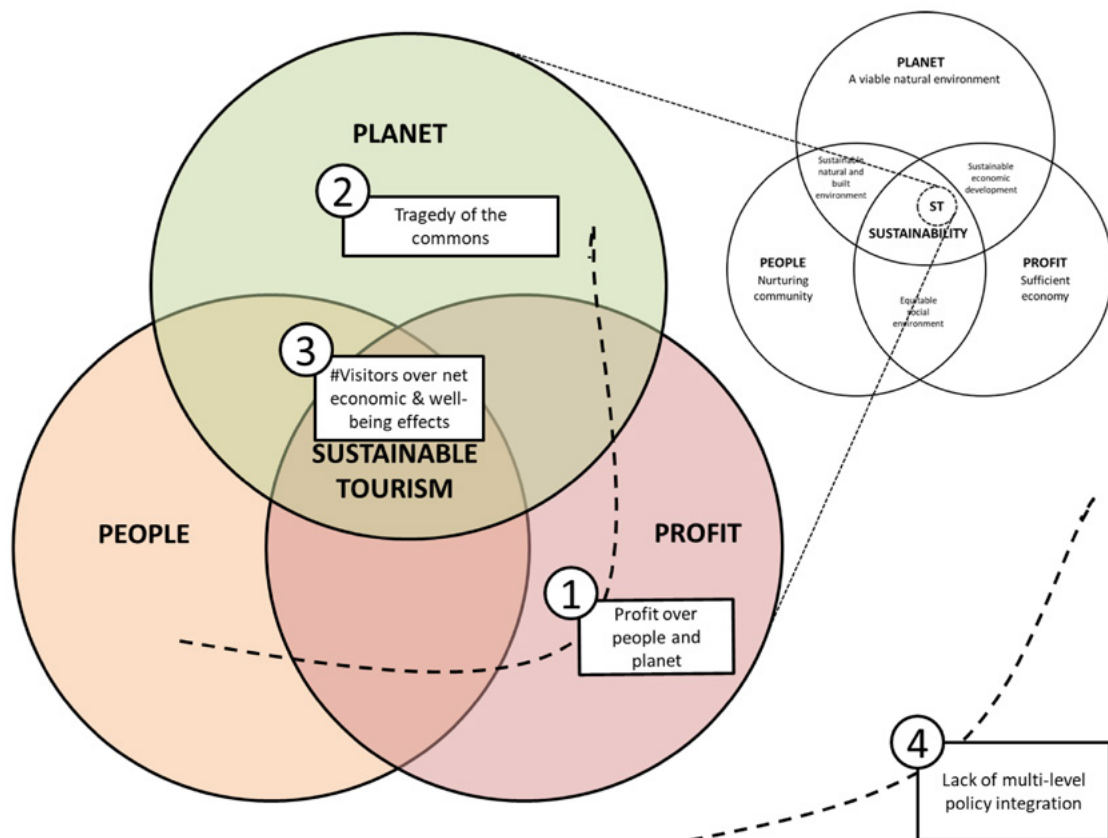 PLANET
2
Tragedy of the
commons
3
#Visitors over net
economic & well-
being effects
SUSTAINABLE
TOURISM
PEOPLE
PROFIT
1
Profit over
people and
planet
PLANET
A viable natural environment
Sustainable
natural and
built
environment
Sustainable
economic
development
ST
SUSTAINABILITY
PEOPLE
Nurturing
community
PROFIT
Sufficient
economy
Equitable
social
environment
4
Lack of multi-level
policy integration